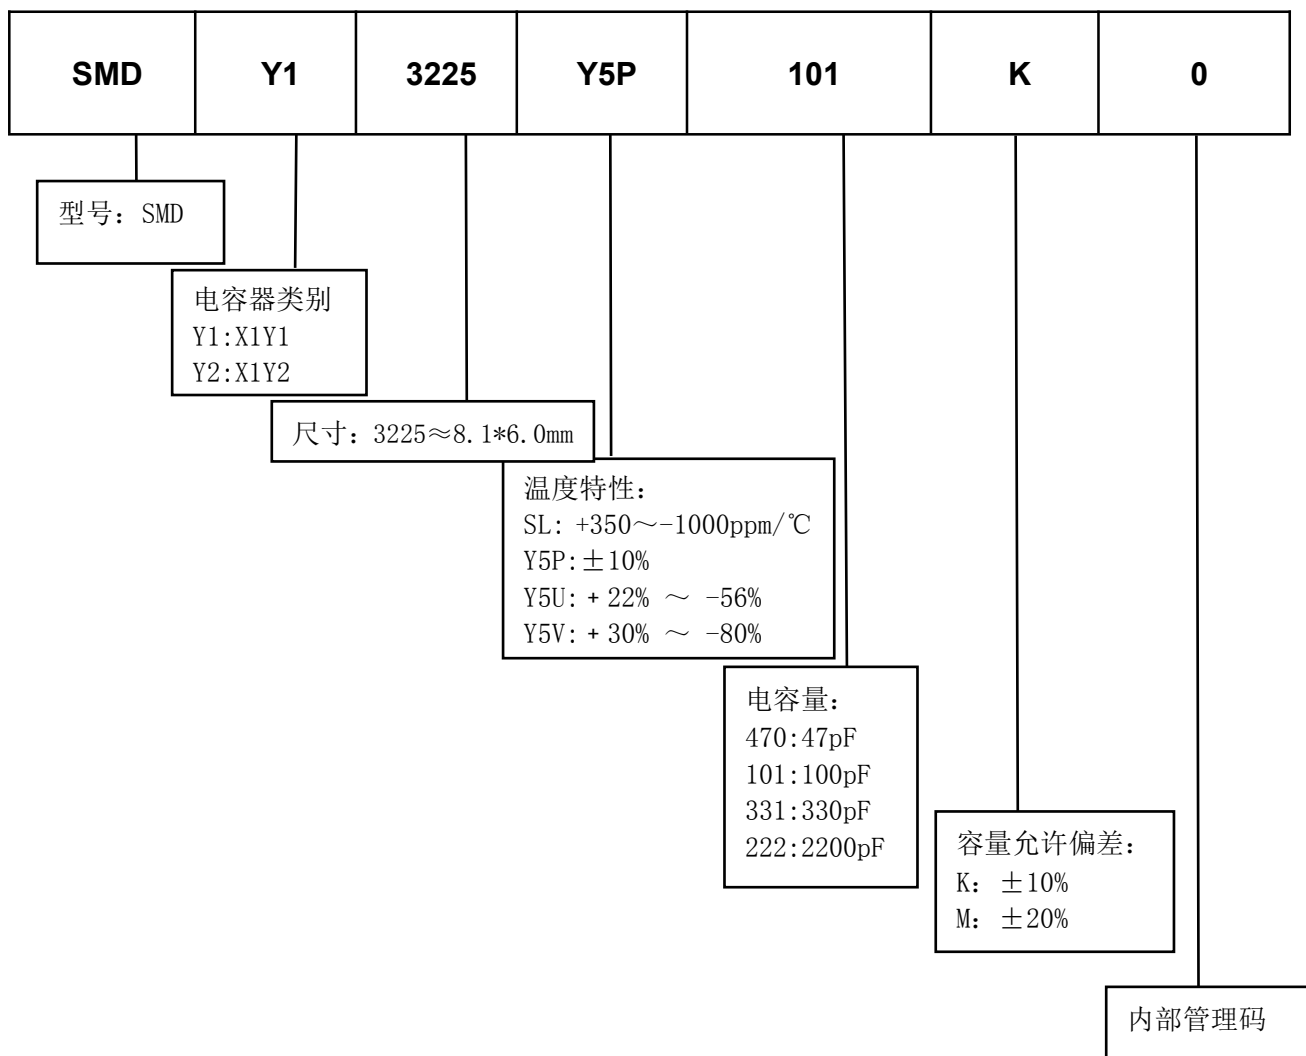 SMD Y1 3225 Y5P 101 K 0
型号：SMD
电容器类别
Y1:X1Y1
Y2:X1Y2
尺寸：3225≈8.1*6.0mm
温度特性：
SL: +350～-1000ppm/℃
Y5P:±10%
Y5U:+22% ～ -56%
Y5V:+30% ～ -80%
电容量：
470:47pF
101:100pF
331:330pF
222:2200pF
容量允许偏差：
K: ±10%
M: ±20%
内部管理码